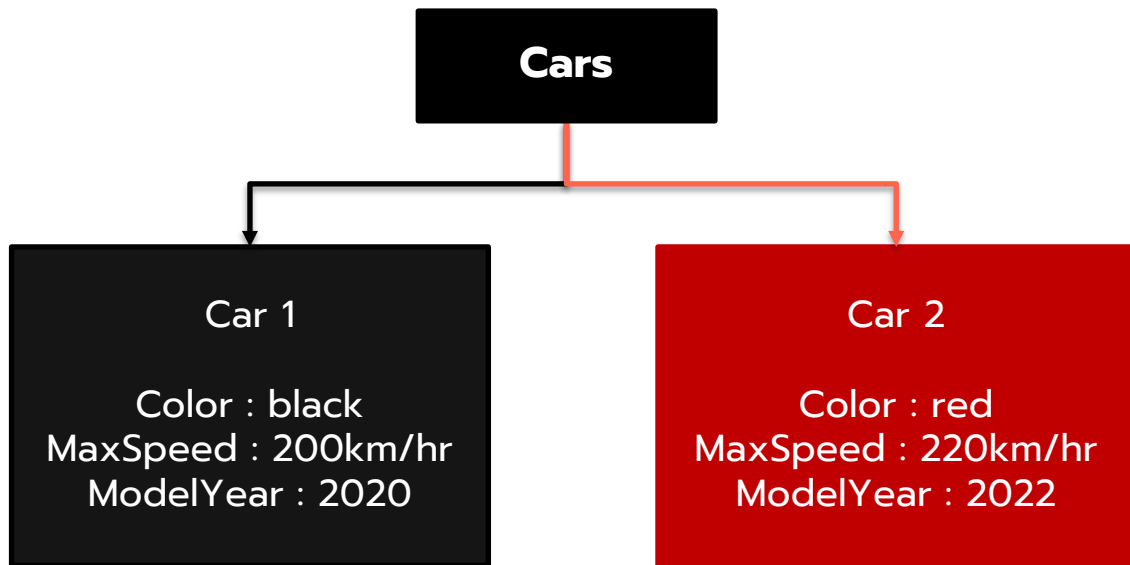 Cars
Car 1
Color : black
MaxSpeed : 200km/hr
ModelYear : 2020
Car 2
Color : red
MaxSpeed : 220km/hr
ModelYear : 2022